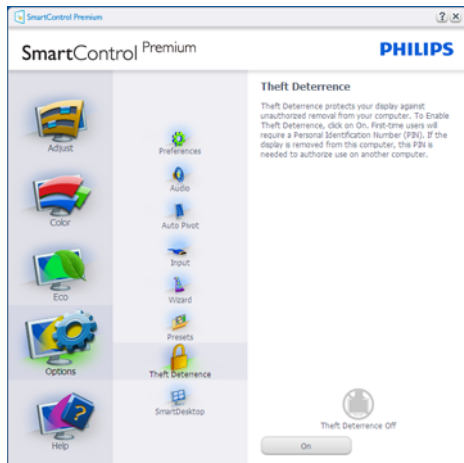 SmartControl Premium
SmartControl Premium
PHILIPS
Adjust
Color
Eco
Options
Help
Preferences
Audio
Auto Pivot
Input
Wizard
Presets
Theft Deterrence
SmartDesktop
Theft Deterrence
Theft Deterrence protects your display against
unauthorized removal from your computer. To Enable
Theft Deterrence, click on On. First-time users will
require a Personal Identification Number (PIN). If the
display is removed from this computer, this PIN is
needed to authorize use on another computer.
Theft Deterrence Off
On